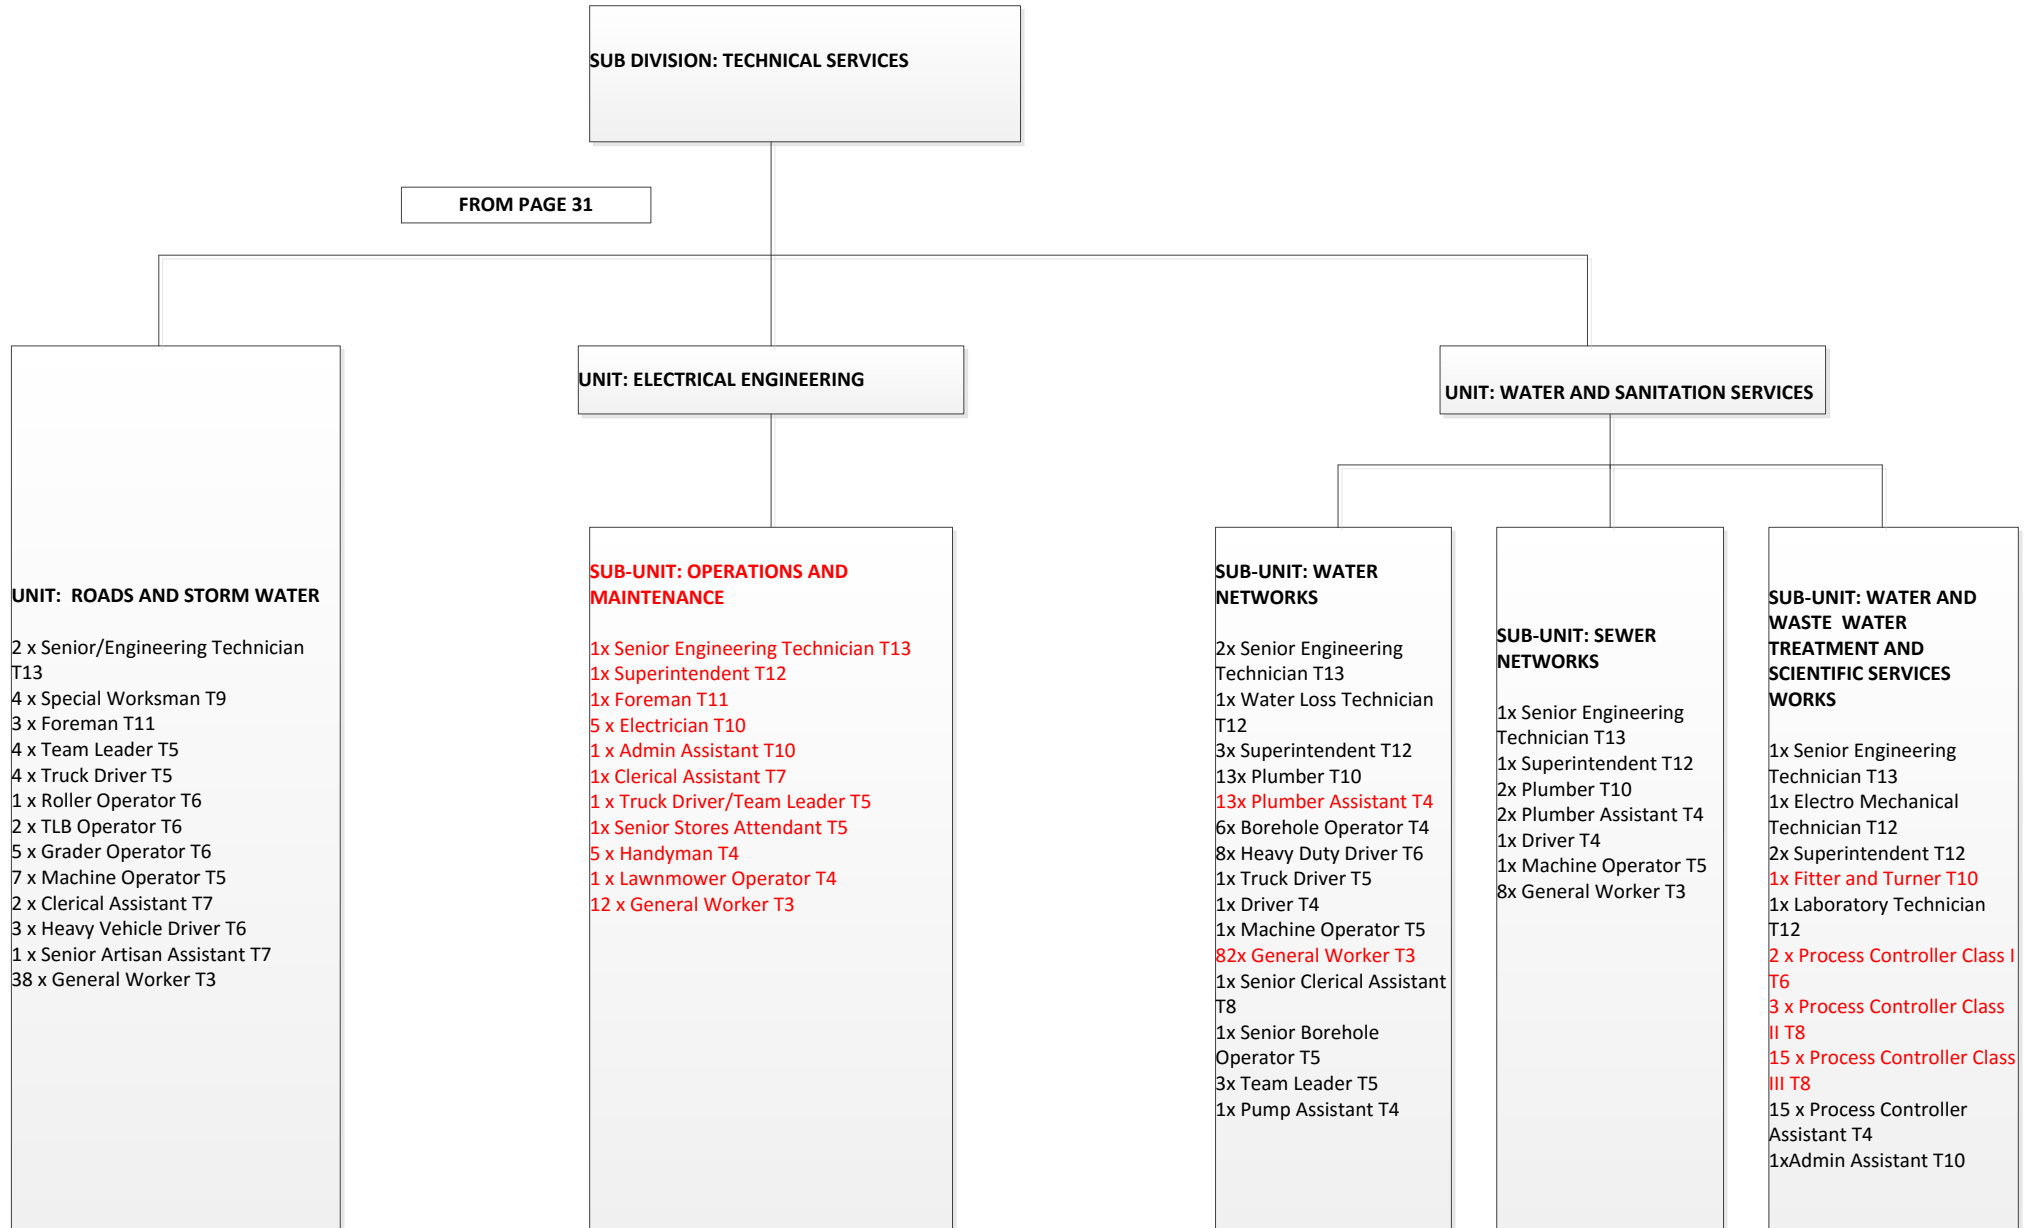 SUB DIVISION: TECHNICAL SERVICES
FROM PAGE 31
UNIT:  ROADS AND STORM WATER
2 x Senior/Engineering Technician
T13
4 x Special Worksman T9
3 x Foreman T11
4 x Team Leader T5
4 x Truck Driver T5
1 x Roller Operator T6
2 x TLB Operator T6
5 x Grader Operator T6
7 x Machine Operator T5
2 x Clerical Assistant T7
3 x Heavy Vehicle Driver T6
1 x Senior Artisan Assistant T7
38 x General Worker T3
UNIT: ELECTRICAL ENGINEERING
SUB-UNIT: OPERATIONS AND
MAINTENANCE
1x Senior Engineering Technician T13
1x Superintendent T12
1x Foreman T11
5 x Electrician T10
1 x Admin Assistant T10
1x Clerical Assistant T7
1 x Truck Driver/Team Leader T5
1x Senior Stores Attendant T5
5 x Handyman T4
1 x Lawnmower Operator T4
12 x General Worker T3
UNIT: WATER AND SANITATION SERVICES
SUB-UNIT: WATER
NETWORKS
2x Senior Engineering
Technician T13
1x Water Loss Technician
T12
3x Superintendent T12
13x Plumber T10
13x Plumber Assistant T4
6x Borehole Operator T4
8x Heavy Duty Driver T6
1x Truck Driver T5
1x Driver T4
1x Machine Operator T5
82x General Worker T3
1x Senior Clerical Assistant
T8
1x Senior Borehole
Operator T5
3x Team Leader T5
1x Pump Assistant T4
SUB-UNIT: SEWER
NETWORKS
1x Senior Engineering
Technician T13
1x Superintendent T12
2x Plumber T10
2x Plumber Assistant T4
1x Driver T4
1x Machine Operator T5
8x General Worker T3
SUB-UNIT: WATER AND
WASTE  WATER
TREATMENT AND
SCIENTIFIC SERVICES
WORKS
1x Senior Engineering
Technician T13
1x Electro Mechanical
Technician T12
2x Superintendent T12
1x Fitter and Turner T10
1x Laboratory Technician
T12
2 x Process Controller Class I
T6
3 x Process Controller Class
II T8
15 x Process Controller Class
III T8
15 x Process Controller
Assistant T4
1xAdmin Assistant T10